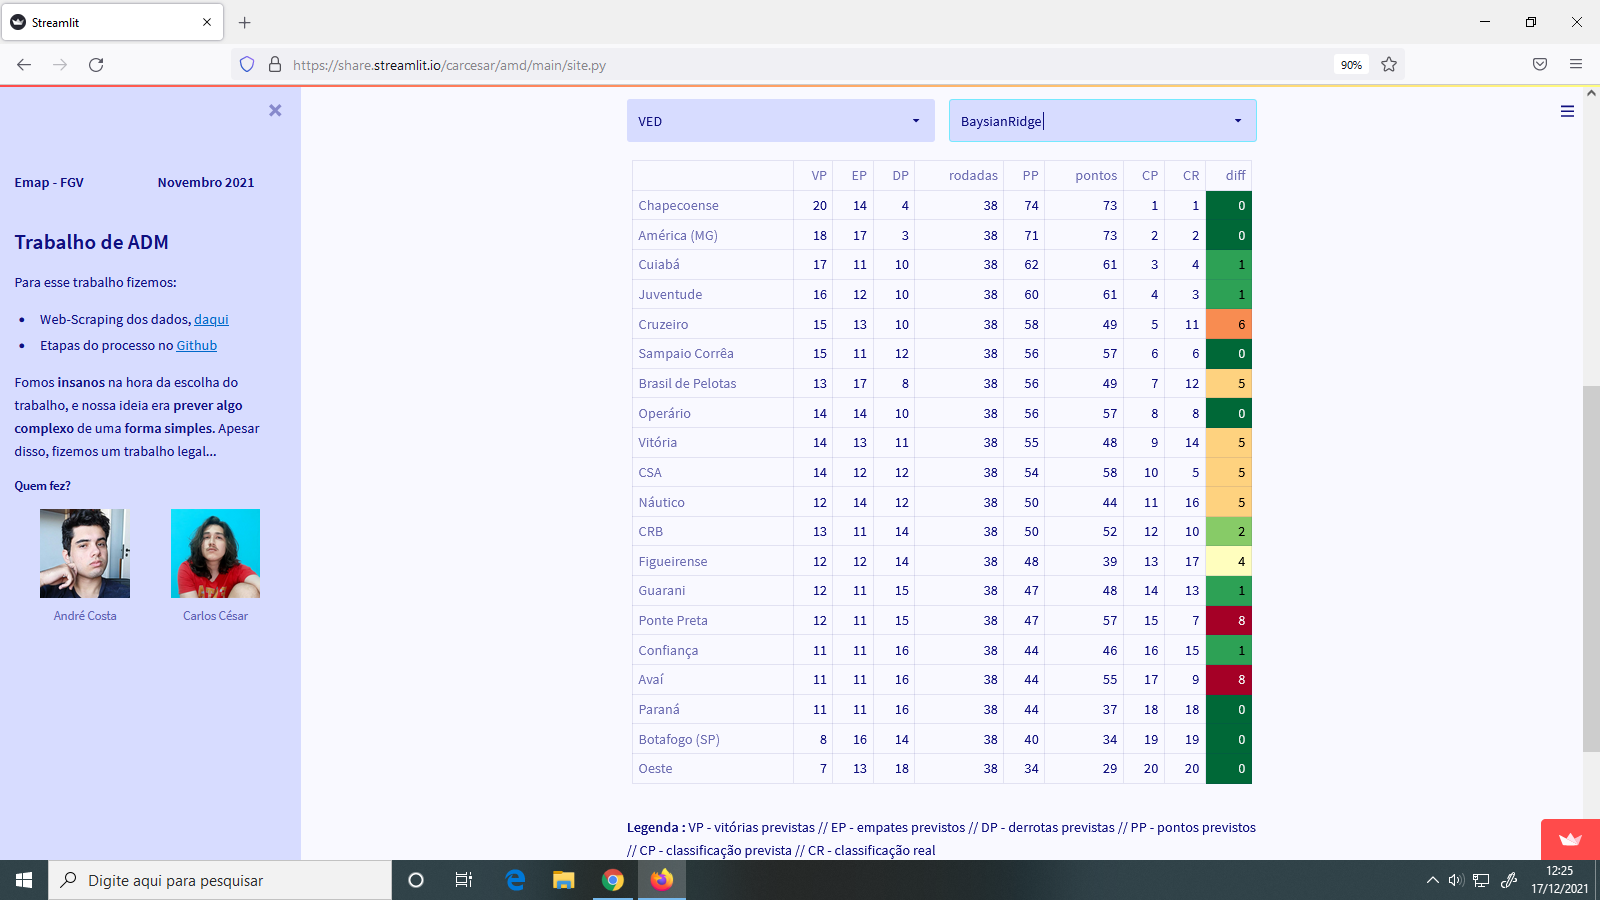 Streamlit
https://share.streamlit.io/carcesar/amd/main/site.py
90%
VED
BaysianRidge
Emap - FGV Novembro 2021
Trabalho de ADM
Para esse trabalho fizemos:
• Web-Scraping dos dados, daqui
• Etapas do processo no Github
Fomos insanos na hora da escolha do
trabalho, e nossa ideia era prever algo
complexo de uma forma simples. Apesar
disso, fizemos um trabalho legal...
Quem fez?
André Costa
Carlos César
VP EP DP rodadas PP pontos CP CR diff
Chapecoense 20 14 4 38 74 73 1 1 0
América (MG) 18 17 3 38 71 73 2 2 0
Cuiabá 17 11 10 38 62 61 3 4 1
Juventude 16 12 10 38 60 61 4 3 1
Cruzeiro 15 13 10 38 58 49 5 11 6
Sampaio Corrêa 15 11 12 38 56 57 6 6 0
Brasil de Pelotas 13 17 8 38 56 49 7 12 5
Operário 14 14 10 38 56 57 8 8 0
Vitória 14 13 11 38 55 48 9 14 5
CSA 14 12 12 38 54 58 10 5 5
Náutico 12 14 12 38 50 44 11 16 5
CRB 13 11 14 38 50 52 12 10 2
Figueirense 12 12 14 38 48 39 13 17 4
Guarani 12 11 15 38 47 48 14 13 1
Ponte Preta 12 11 15 38 47 57 15 7 8
Confiança 11 11 16 38 44 46 16 15 1
Avaí 11 11 16 38 44 55 17 9 8
Paraná 11 11 16 38 44 37 18 18 0
Botafogo (SP) 8 16 14 38 40 34 19 19 0
Oeste 7 13 18 38 34 29 20 20 0
Legenda : VP - vitórias previstas // EP - empates previstos // DP - derrotas previstas // PP - pontos previstos
// CP - classificação prevista // CR - classificação real
Digite aqui para pesquisar
12:25
17/12/2021